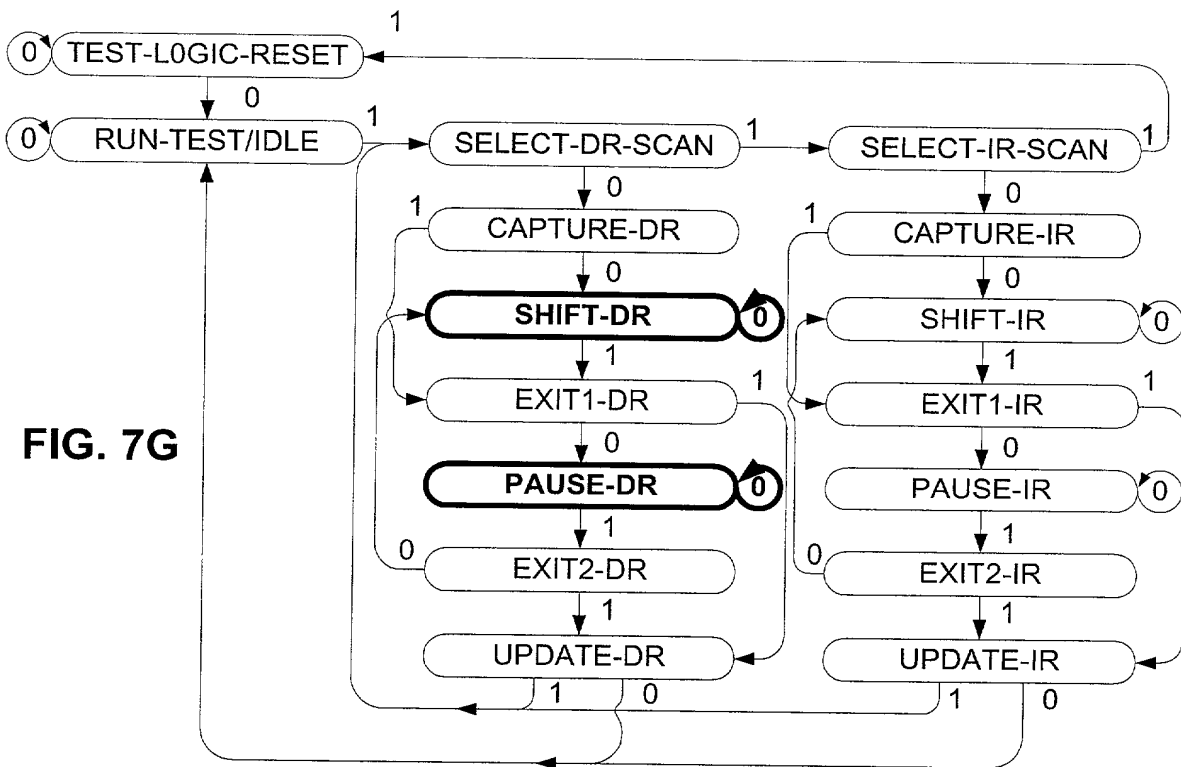 1
0 TEST-L0GIC-RESET
0
0 RUN-TEST/IDLE 1 SELECT-DR-SCAN 1 SELECT-IR-SCAN 1
0 0
1 CAPTURE-DR 1 CAPTURE-IR
0 0
SHIFT-DR 0 SHIFT-IR 0
1 1
EXIT1-DR 1 EXIT1-IR 1
0 0
FIG. 7G
PAUSE-DR 0 PAUSE-IR 0
1 1
0 EXIT2-DR 0 EXIT2-IR
1 1
UPDATE-DR UPDATE-IR
1 0 1 0